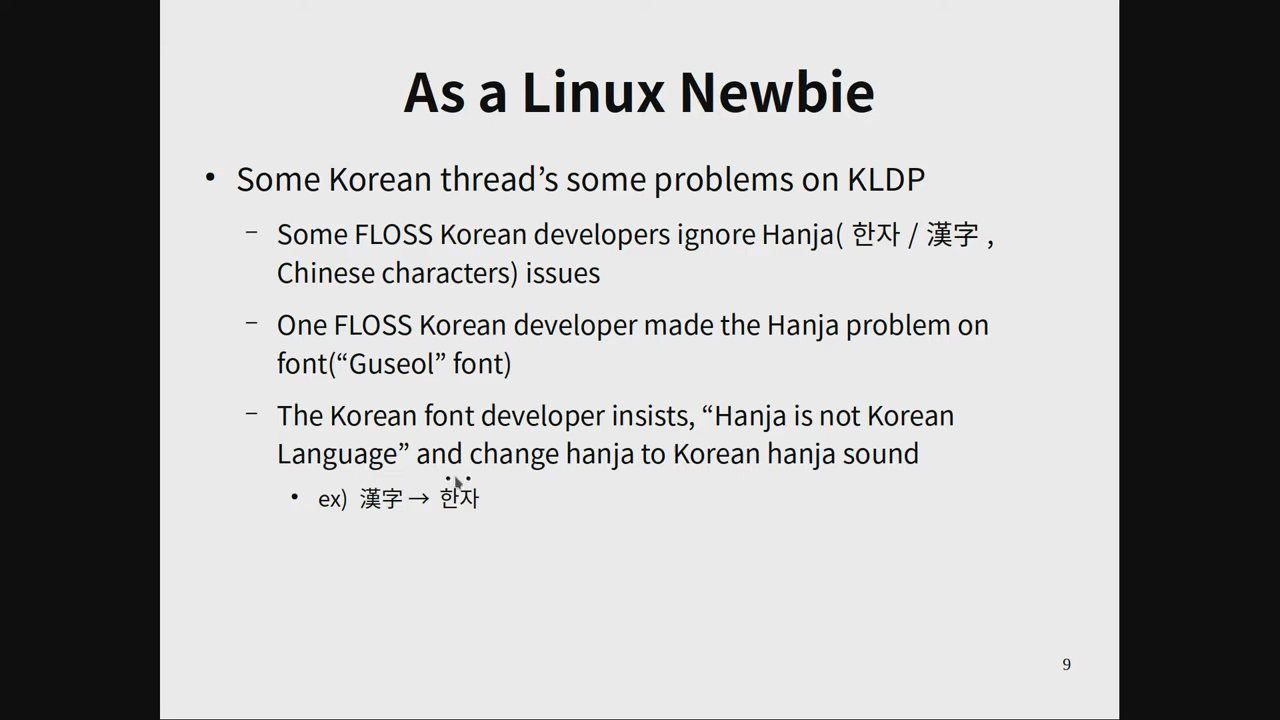 As a Linux Newbie
• Some Korean thread’s some problems on KLDP
– Some FLOSS Korean developers ignore Hanja( 한자 / 漢字 ,
Chinese characters) issues
– One FLOSS Korean developer made the Hanja problem on
font(“Guseol” font)
– The Korean font developer insists, “Hanja is not Korean
Language” and change hanja to Korean hanja sound
• ex) 漢字 → 한자
9